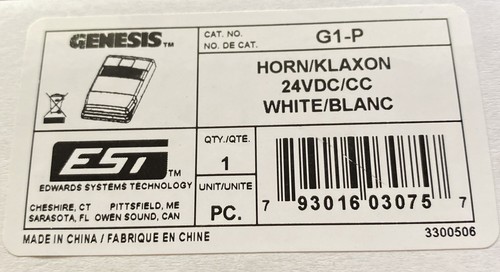 GENESIS™
CAT. NO.
NO. DE CAT.
G1-P
HORN/KLAXON
24VDC/CC
WHITE/BLANC
EST™
EDWARDS SYSTEMS TECHNOLOGY
CHESHIRE, CT PITTSFIELD, ME
SARASOTA, FL OWEN SOUND, CAN
QTY./QTE.
1
UNIT/UNITE
PC.
7 93016 03075 7
MADE IN CHINA / FABRIQUE EN CHINE
3300506